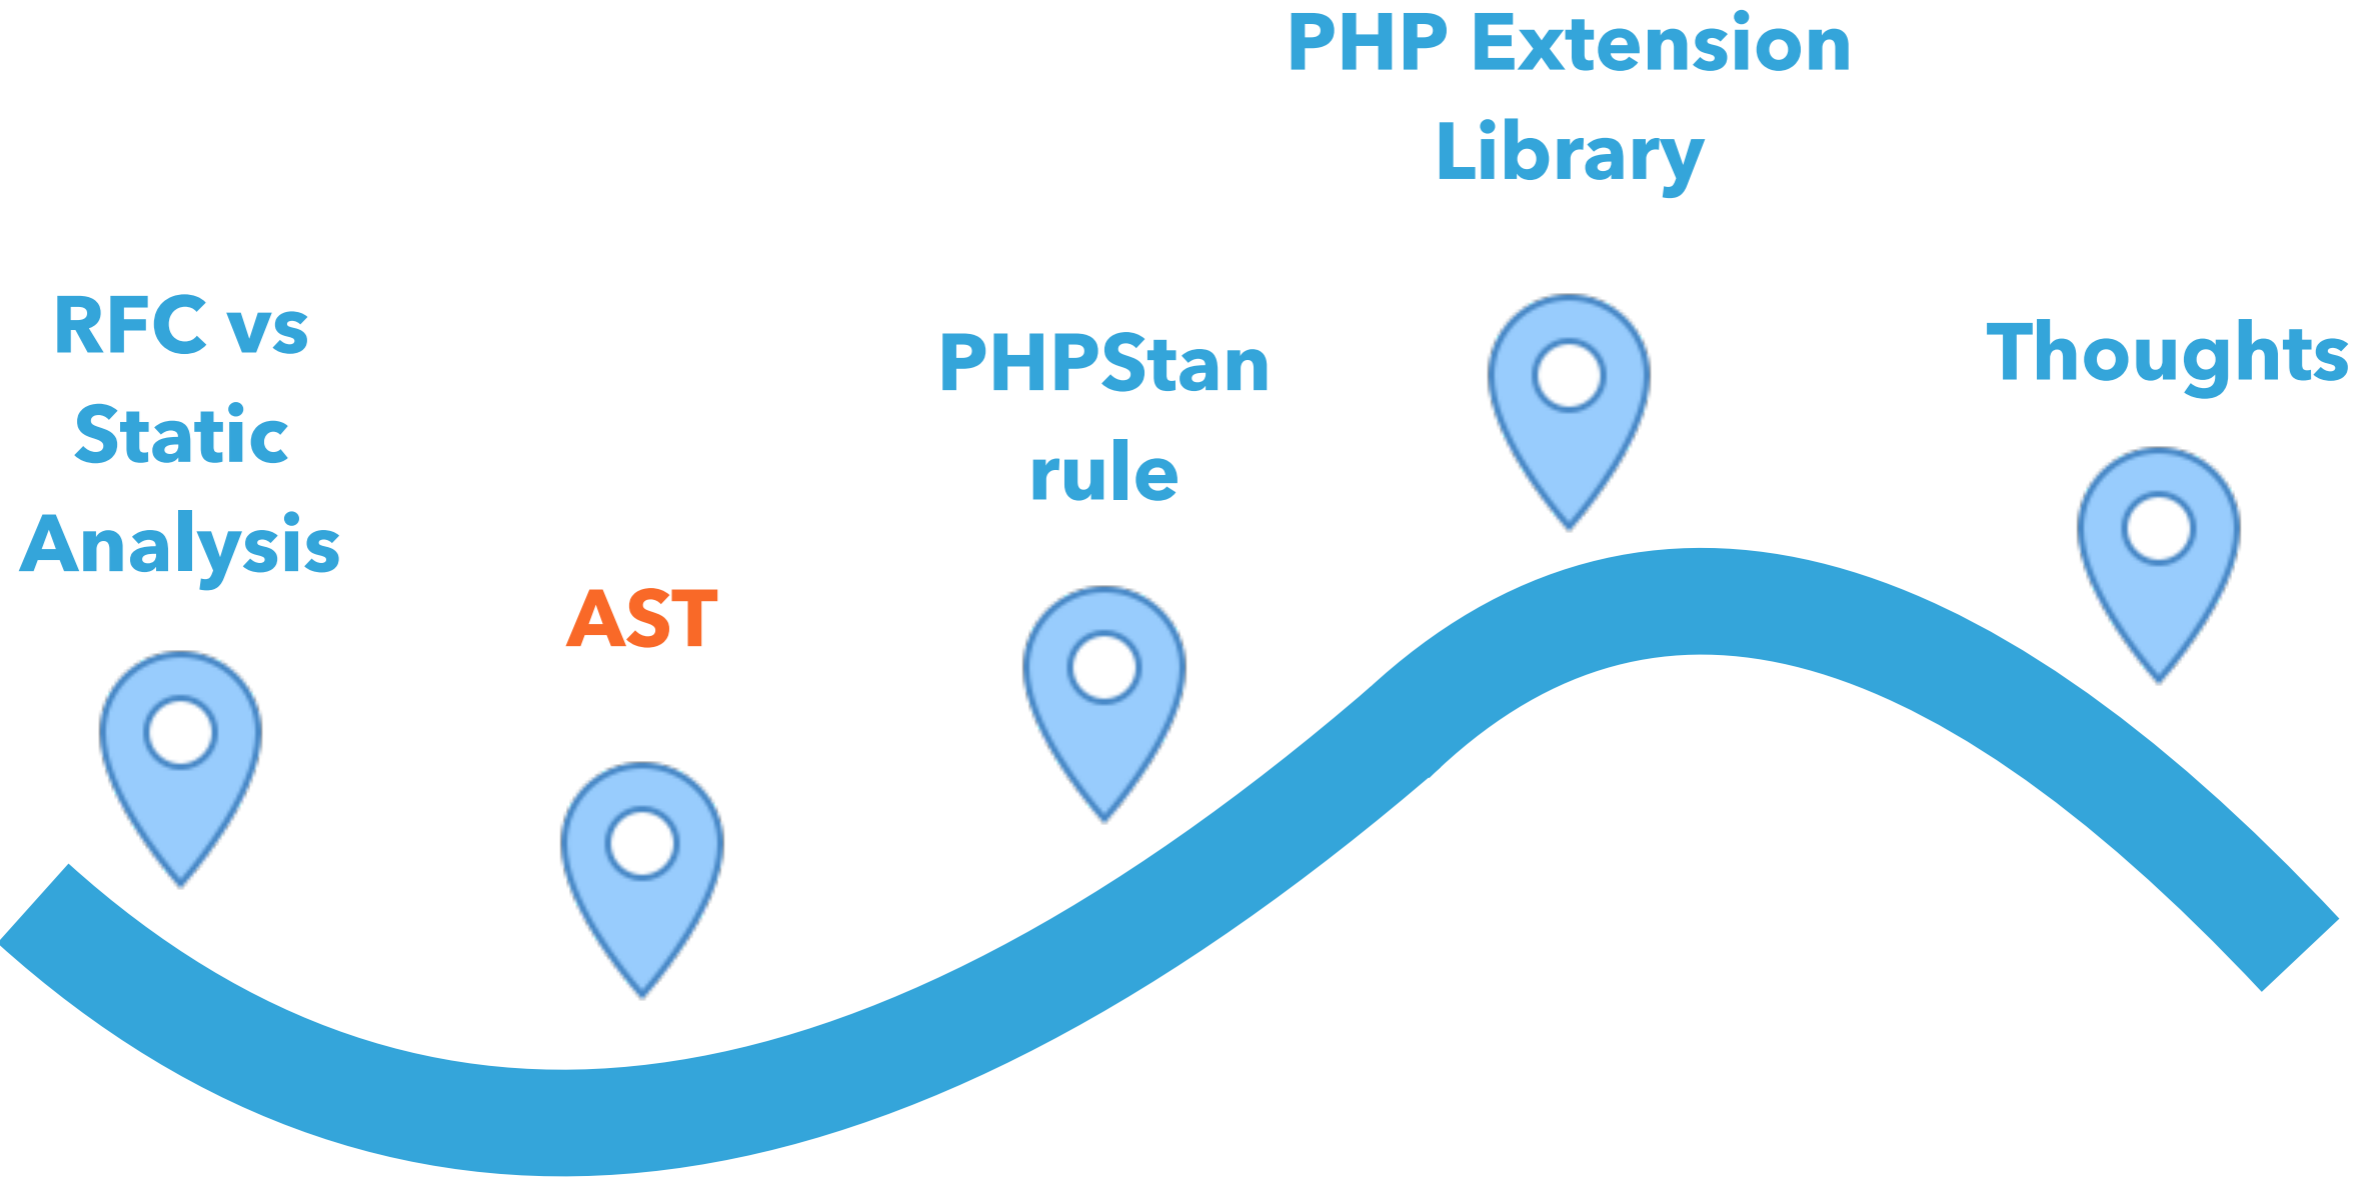 RFC vs
Static
Analysis
AST
PHPStan
rule
PHP Extension
Library
Thoughts